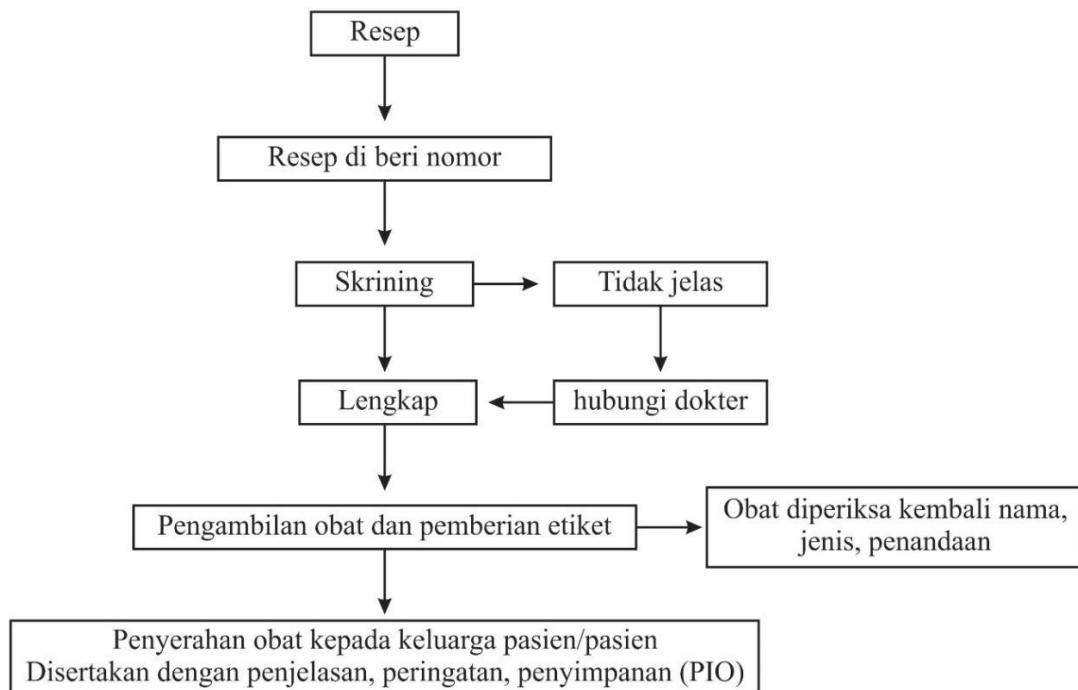 Resep
Resep di beri nomor
Skrining
Tidak jelas
Lengkap
hubungi dokter
Pengambilan obat dan pemberian etiket
Obat diperiksa kembali nama,
jenis, penandaan
Penyerahan obat kepada keluarga pasien/pasien
Disertakan dengan penjelasan, peringatan, penyimpanan (PIO)